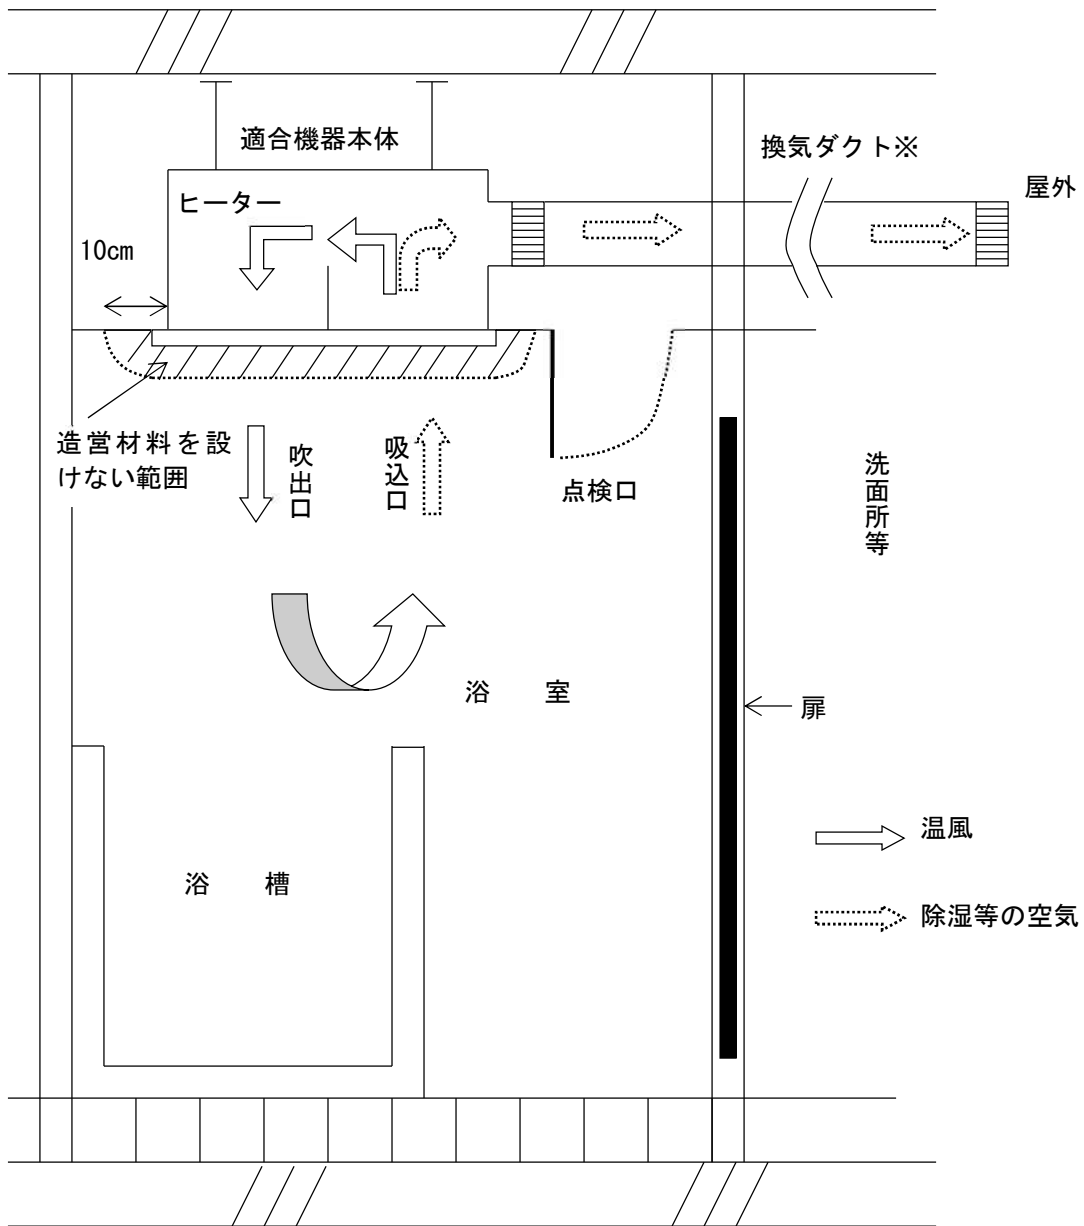 適合機器本体
換気ダクト※
屋外
ヒーター
10cm
造営材料を設
けない範囲
吹出口
吸込口
点検口
洗面所等
浴　室
扉
温風
浴　槽
除湿等の空気